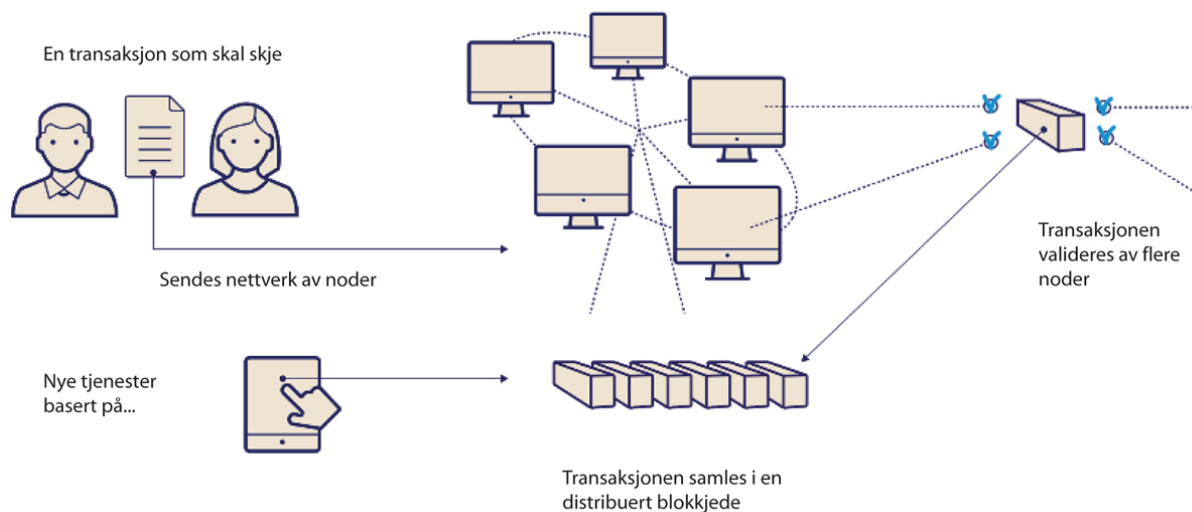 En transaksjon som skal skje
Sendes nettverk av noder
Transaksjonen
valideres av flere
noder
Nye tjenester
basert på...
Transaksjonen samles i en
distribuert blokkjede